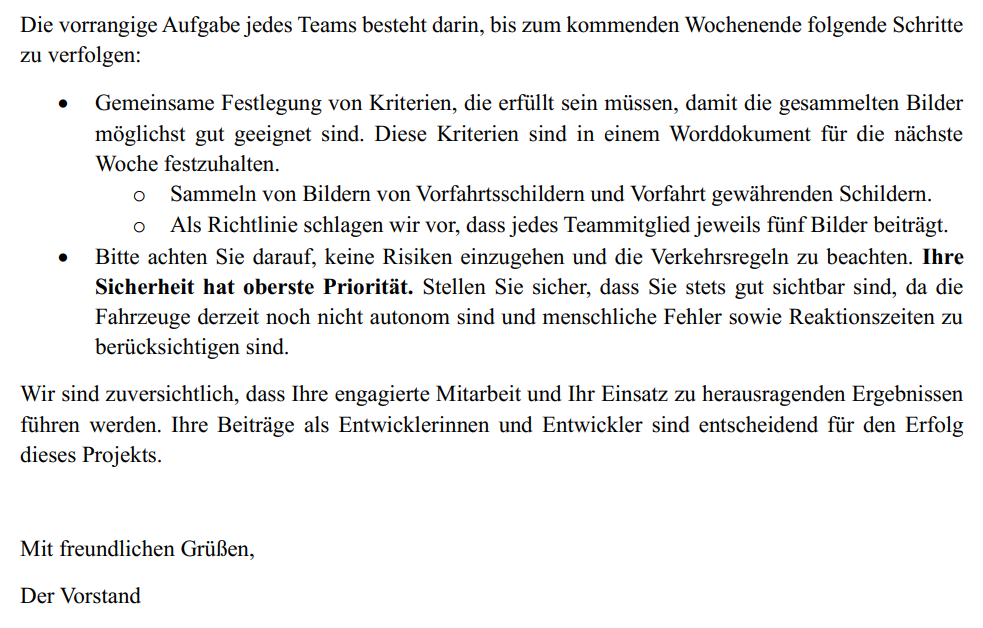 Die vorrangige Aufgabe jedes Teams besteht darin, bis zum kommenden Wochenende folgende Schritte
zu verfolgen:
• Gemeinsame Festlegung von Kriterien, die erfüllt sein müssen, damit die gesammelten Bilder
möglichst gut geeignet sind. Diese Kriterien sind in einem Worddokument für die nächste
Woche festzuhalten.
o Sammeln von Bildern von Vorfahrtsschildern und Vorfahrt gewährenden Schildern.
o Als Richtlinie schlagen wir vor, dass jedes Teammitglied jeweils fünf Bilder beiträgt.
• Bitte achten Sie darauf, keine Risiken einzugehen und die Verkehrsregeln zu beachten. Ihre
Sicherheit hat oberste Priorität. Stellen Sie sicher, dass Sie stets gut sichtbar sind, da die
Fahrzeuge derzeit noch nicht autonom sind und menschliche Fehler sowie Reaktionszeiten zu
berücksichtigen sind.
Wir sind zuversichtlich, dass Ihre engagierte Mitarbeit und Ihr Einsatz zu herausragenden Ergebnissen
führen werden. Ihre Beiträge als Entwicklerinnen und Entwickler sind entscheidend für den Erfolg
dieses Projekts.
Mit freundlichen Grüßen,
Der Vorstand